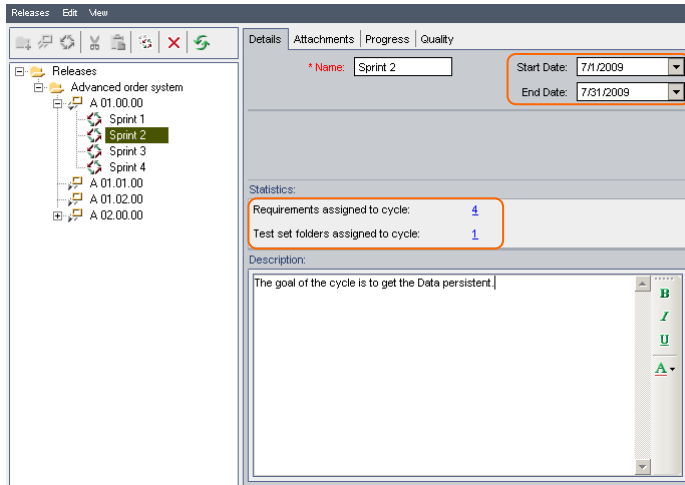 Releases Edit View
Details Attachments Progress Quality
* Name: Sprint 2
Start Date: 7/1/2009
End Date: 7/31/2009
Releases
Advanced order system
A 01.00.00
Sprint 1
Sprint 2
Sprint 3
Sprint 4
A 01.01.00
A 01.02.00
A 02.00.00
Statistics:
Requirements assigned to cycle: 4
Test set folders assigned to cycle: 1
Description:
The goal of the cycle is to get the Data persistent.
B
I
U
A